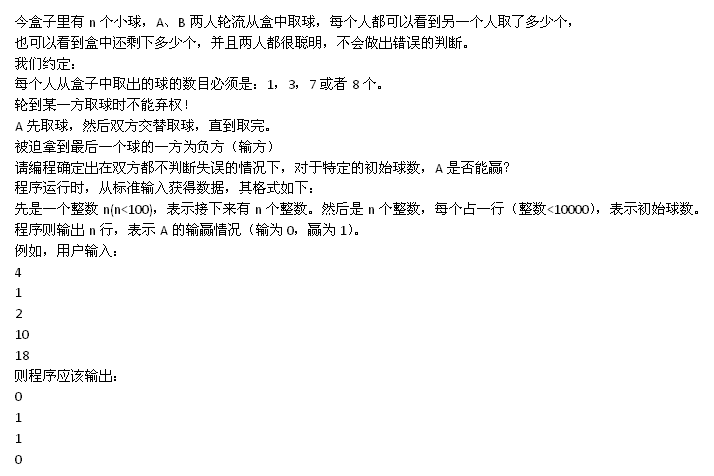 今盒子里有 n 个小球，A、B 两人轮流从盒中取球，每个人都可以看到另一个人取了多少个，
也可以看到盒中还剩下多少个，并且两人都很聪明，不会做出错误的判断。
我们约定：
每个人从盒子中取出的球的数目必须是：1，3，7 或者 8 个。
轮到某一方取球时不能弃权！
A 先取球，然后双方交替取球，直到取完。
被迫拿到最后一个球的一方为负方（输方）
请编程确定出在双方都不判断失误的情况下，对于特定的初始球数，A 是否能赢？
程序运行时，从标准输入获得数据，其格式如下：
先是一个整数 n(n<100)，表示接下来有 n 个整数。然后是 n 个整数，每个占一行（整数<10000），表示初始球数。
程序则输出 n 行，表示 A 的输赢情况（输为 0，赢为 1）。
例如，用户输入：
4
1
2
10
18
则程序应该输出：
0
1
1
0